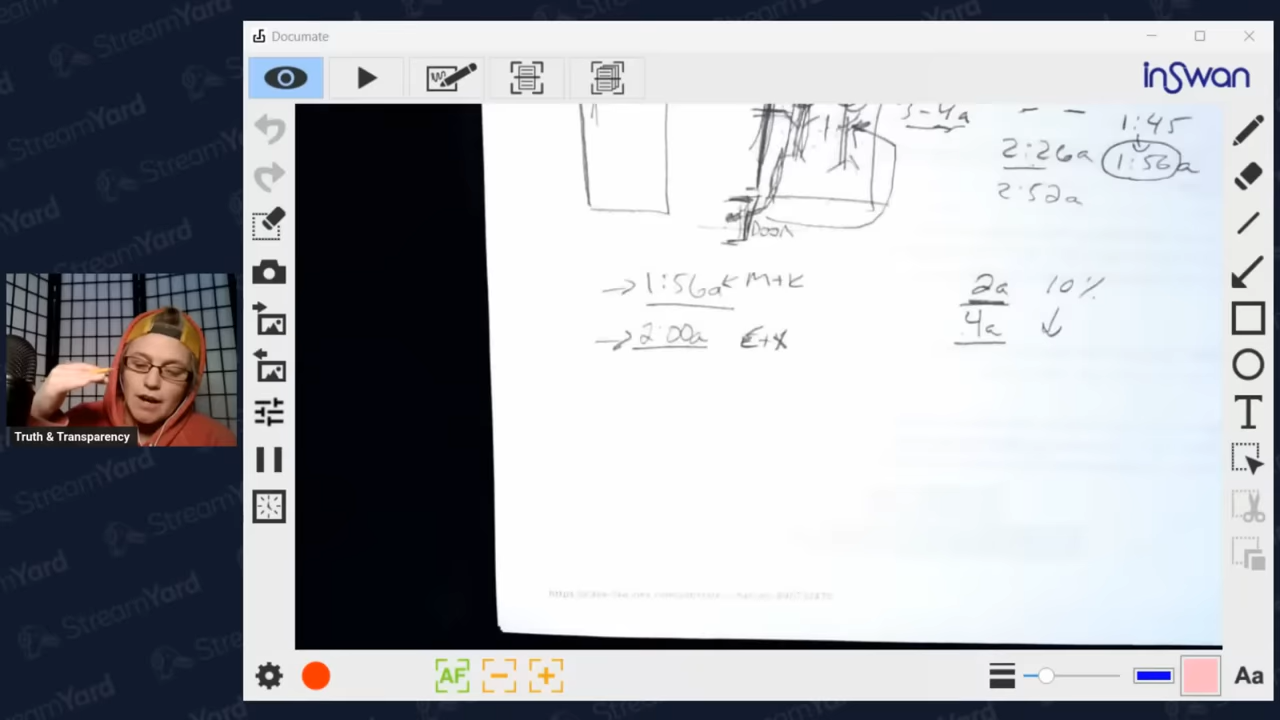 Documate
inSwan
3-4a
1:45
2:26a
1:56a
2:52a
Door
→1:56a M+K
2a 10%
→2:00a E+X
4a ↓
Truth & Transparency
AF
T
Aa